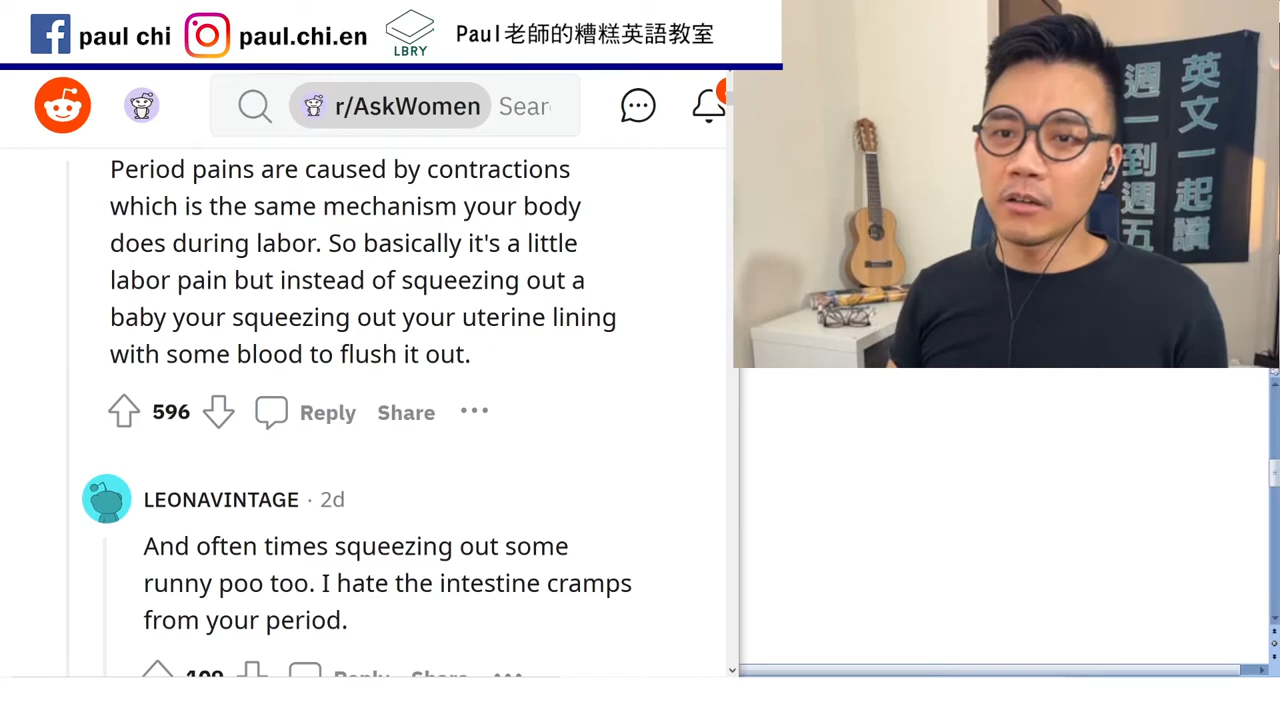 paul chi
paul.chi.en
LBRY
Paul老師的糟糕英語教室
r/AskWomen
Sear
Period pains are caused by contractions
which is the same mechanism your body
does during labor. So basically it's a little
labor pain but instead of squeezing out a
baby your squeezing out your uterine lining
with some blood to flush it out.
596
Reply
Share
LEONAVINTAGE · 2d
And often times squeezing out some
runny poo too. I hate the intestine cramps
from your period.
109
Reply
Share
英文一起讀
週一到週五